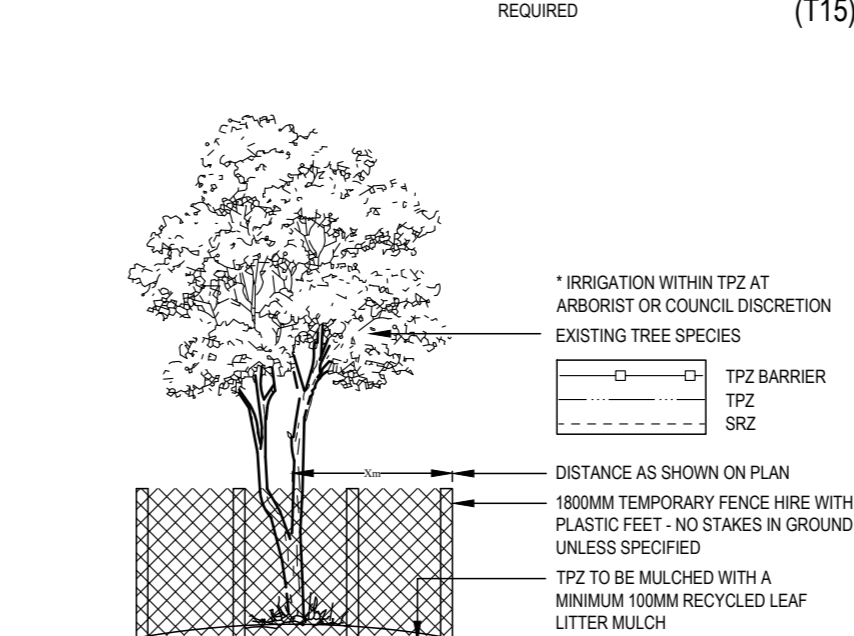 REQUIRED
(T15)
* IRRIGATION WITHIN TPZ AT
ARBORIST OR COUNCIL DISCRETION
EXISTING TREE SPECIES
TPZ BARRIER
TPZ
SRZ
Xm
DISTANCE AS SHOWN ON PLAN
1800MM TEMPORARY FENCE HIRE WITH
PLASTIC FEET - NO STAKES IN GROUND
UNLESS SPECIFIED
TPZ TO BE MULCHED WITH A
MINIMUM 100MM RECYCLED LEAF
LITTER MULCH